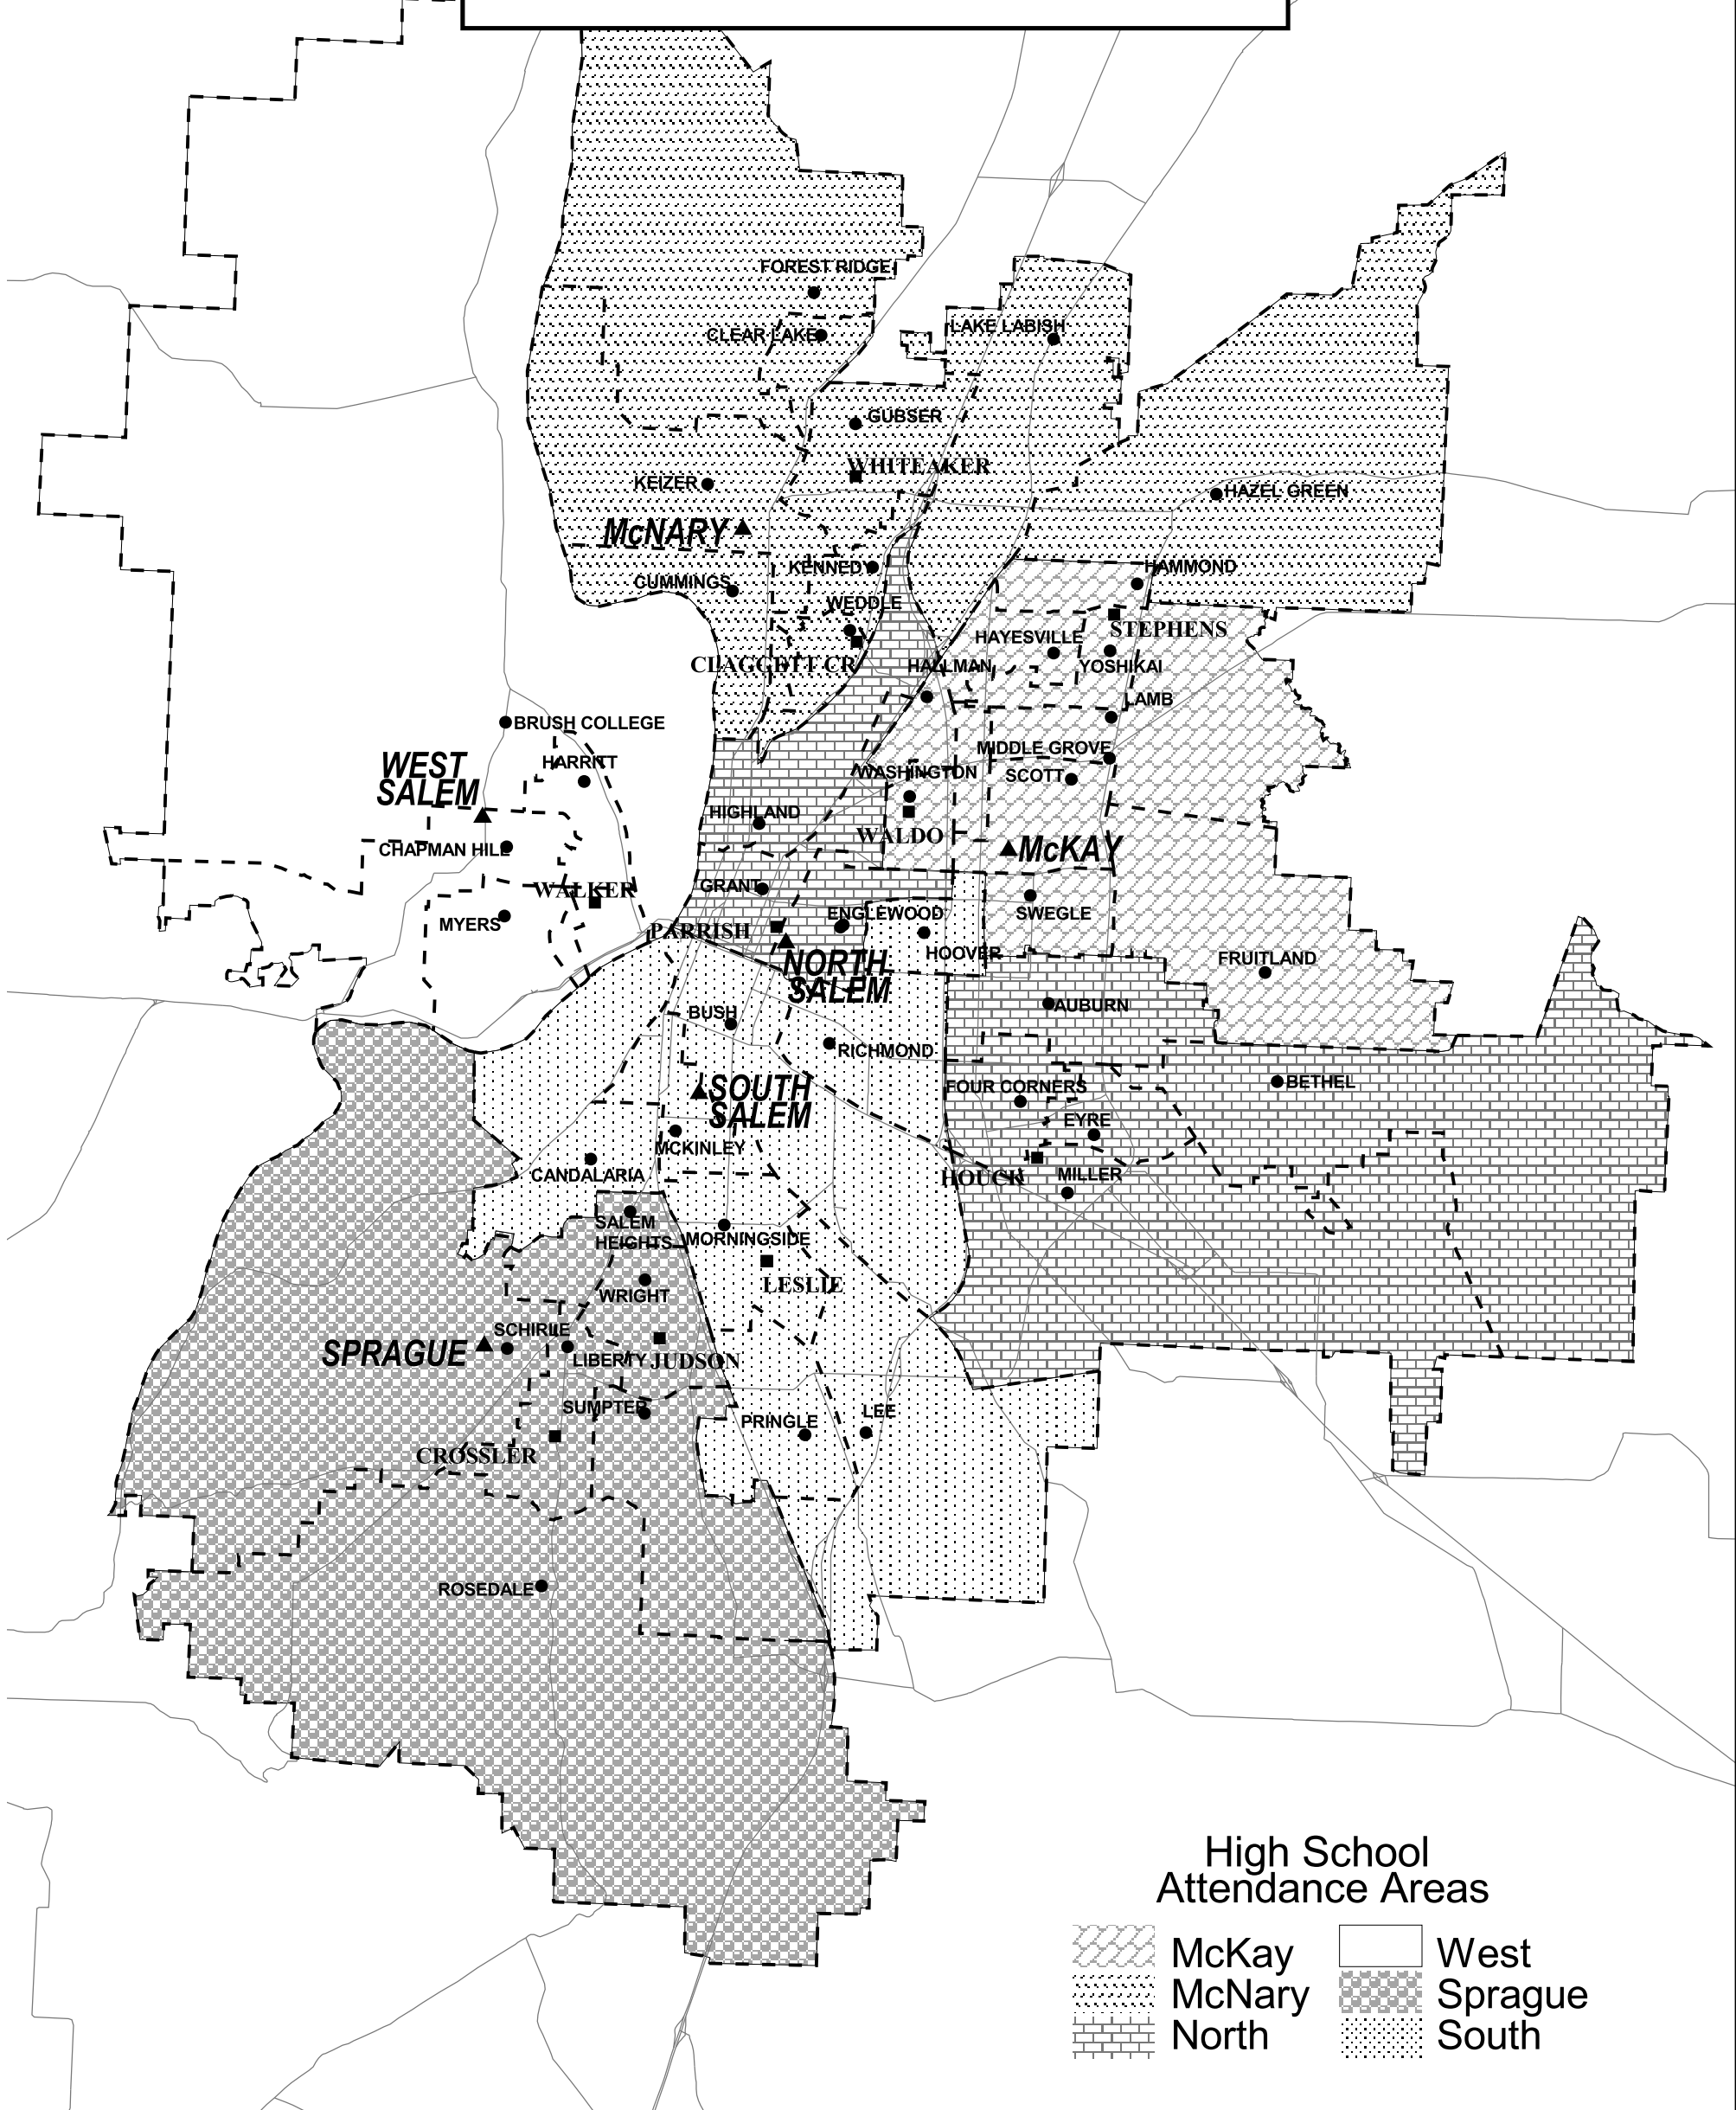 FOREST RIDGE
LAKE LABISH
CLEAR LAKE
GUBSER
WHITEAKER
KEIZER
HAZEL GREEN
McNARY
KENNEDY
HAMMOND
CUMMINGS
WEDDLE
STEPHENS
HAYESVILLE
CLAGGETT CR
HALLMAN
YOSHIKAI
LAMB
BRUSH COLLEGE
MIDDLE GROVE
WEST
SALEM
HARRITT
WASHINGTON
SCOTT
HIGHLAND
WALDO
CHAPMAN HILL
McKAY
WALKER
GRANT
ENGLEWOOD
SWEGLE
MYERS
PARRISH
HOOVER
FRUITLAND
NORTH
SALEM
BUSH
AUBURN
RICHMOND
SOUTH
SALEM
FOUR CORNERS
BETHEL
EYRE
MCKINLEY
CANDALARIA
HOUCK
MILLER
SALEM
HEIGHTS
MORNINGSIDE
LESLIE
WRIGHT
SCHIRLE
SPRAGUE
LIBERTY
JUDSON
SUMPTER
PRINGLE
LEE
CROSSLER
ROSEDALE
High School
Attendance Areas
McKay
West
McNary
Sprague
North
South